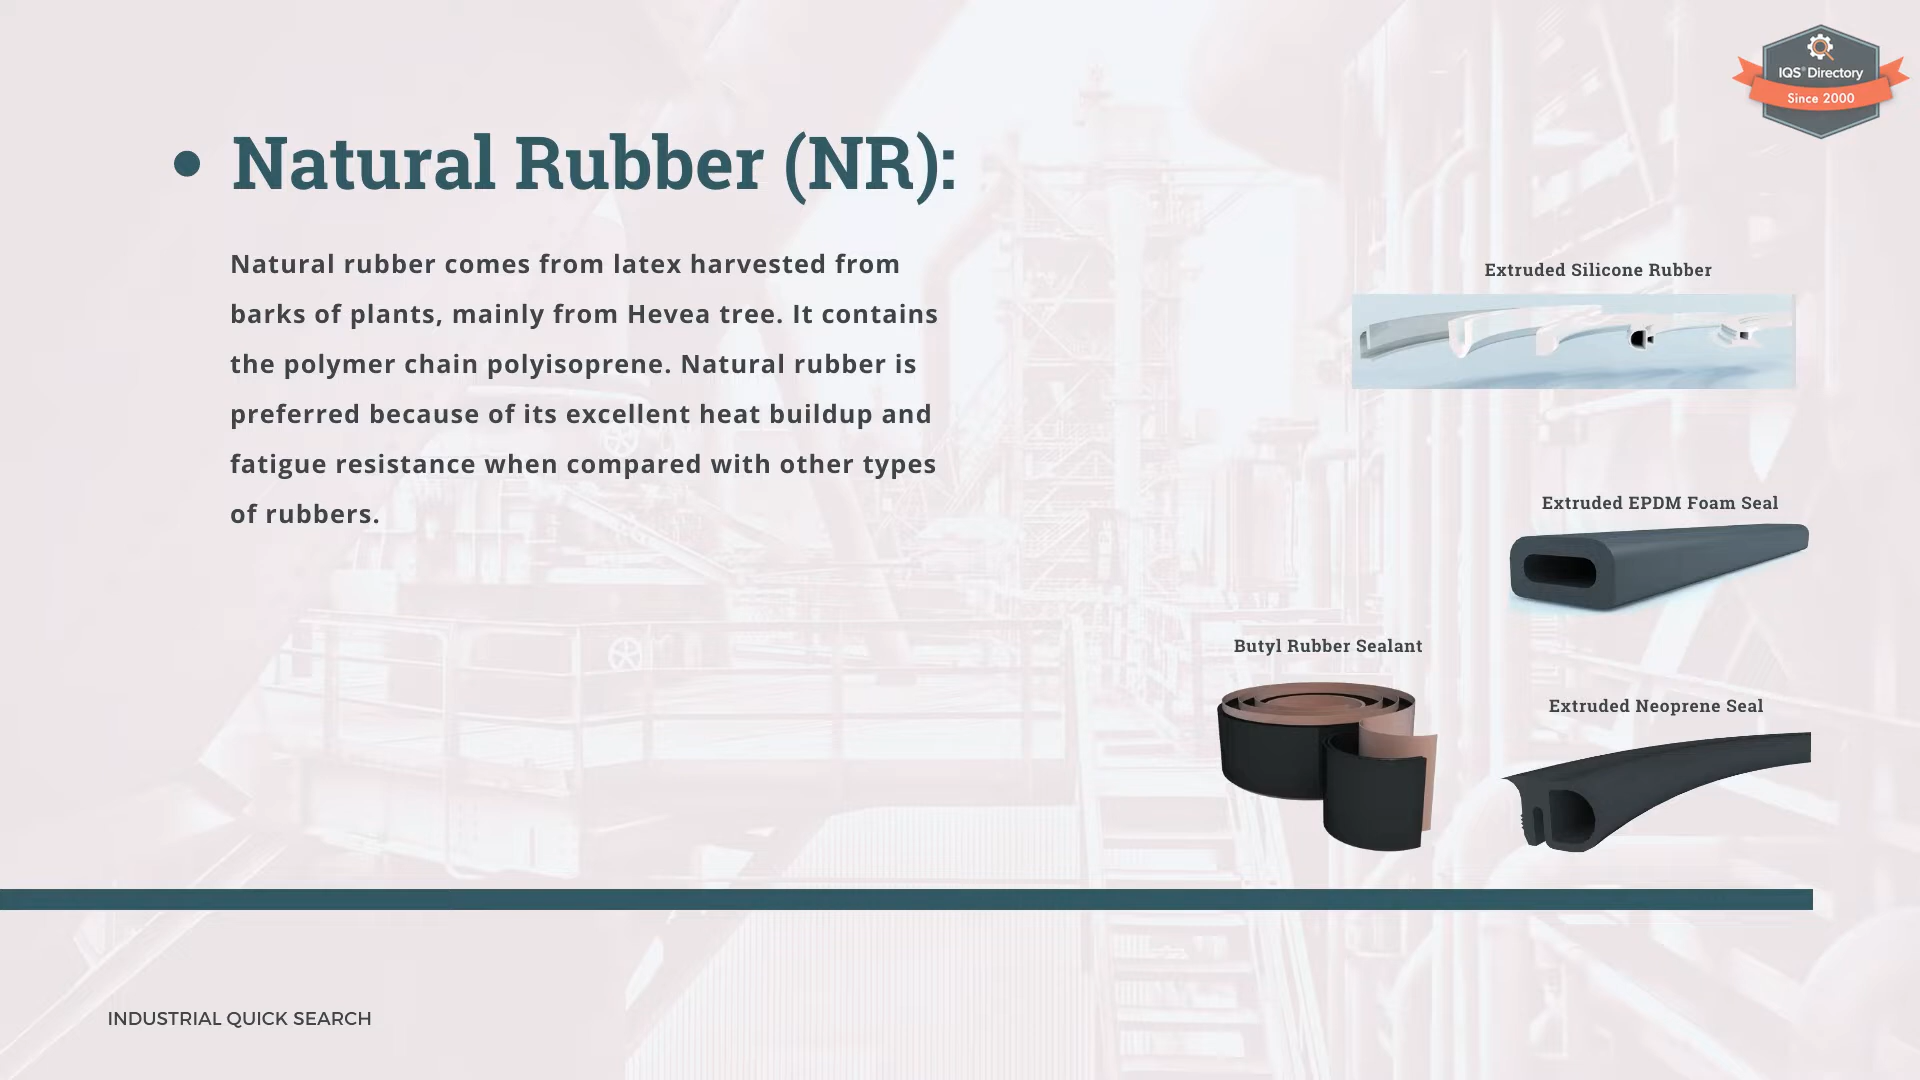 IQS® Directory
Since 2000
• Natural Rubber (NR):
Natural rubber comes from latex harvested from
barks of plants, mainly from Hevea tree. It contains
the polymer chain polyisoprene. Natural rubber is
preferred because of its excellent heat buildup and
fatigue resistance when compared with other types
of rubbers.
Extruded Silicone Rubber
Extruded EPDM Foam Seal
Butyl Rubber Sealant
Extruded Neoprene Seal
INDUSTRIAL QUICK SEARCH